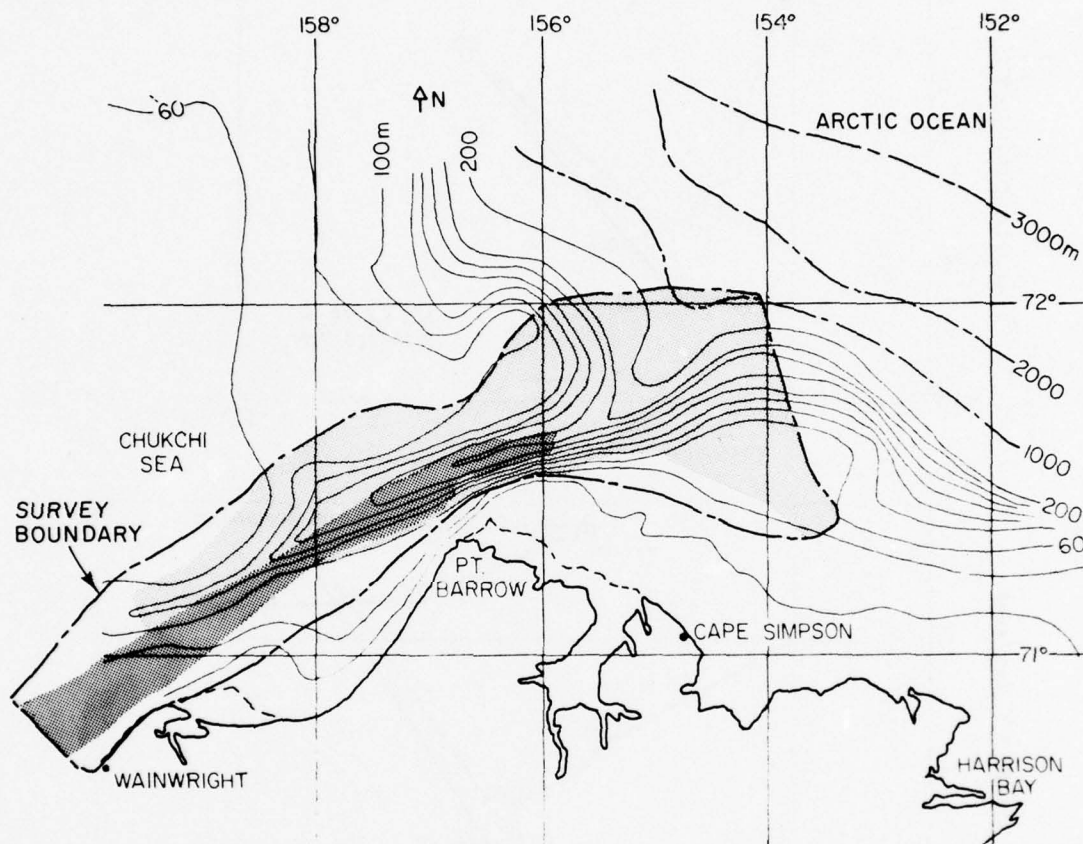 158°
156°
154°
152°
60
N
100m
200
ARCTIC OCEAN
3000m
72°
2000
CHUKCHI
SEA
1000
SURVEY
BOUNDARY
200
60
PT.
BARROW
CAPE SIMPSON
71°
WAINWRIGHT
HARRISON
BAY